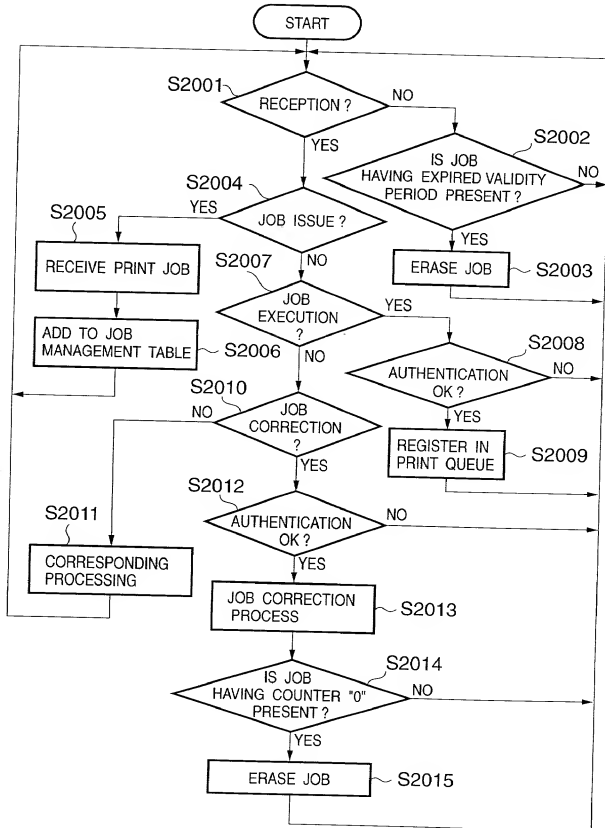 START
S2001
RECEPTION ?
NO
YES
S2002
IS JOB
HAVING EXPIRED VALIDITY
PERIOD PRESENT ?
NO
YES
ERASE JOB
S2003
S2004
JOB ISSUE ?
YES
NO
S2005
RECEIVE PRINT JOB
ADD TO JOB
MANAGEMENT TABLE
S2006
S2007
JOB
EXECUTION
?
YES
NO
S2008
AUTHENTICATION
OK ?
NO
YES
REGISTER IN
PRINT QUEUE
S2009
S2010
JOB
CORRECTION
?
NO
YES
S2011
CORRESPONDING
PROCESSING
S2012
AUTHENTICATION
OK ?
NO
YES
JOB CORRECTION
PROCESS
S2013
S2014
IS JOB
HAVING COUNTER "0"
PRESENT ?
NO
YES
ERASE JOB
S2015